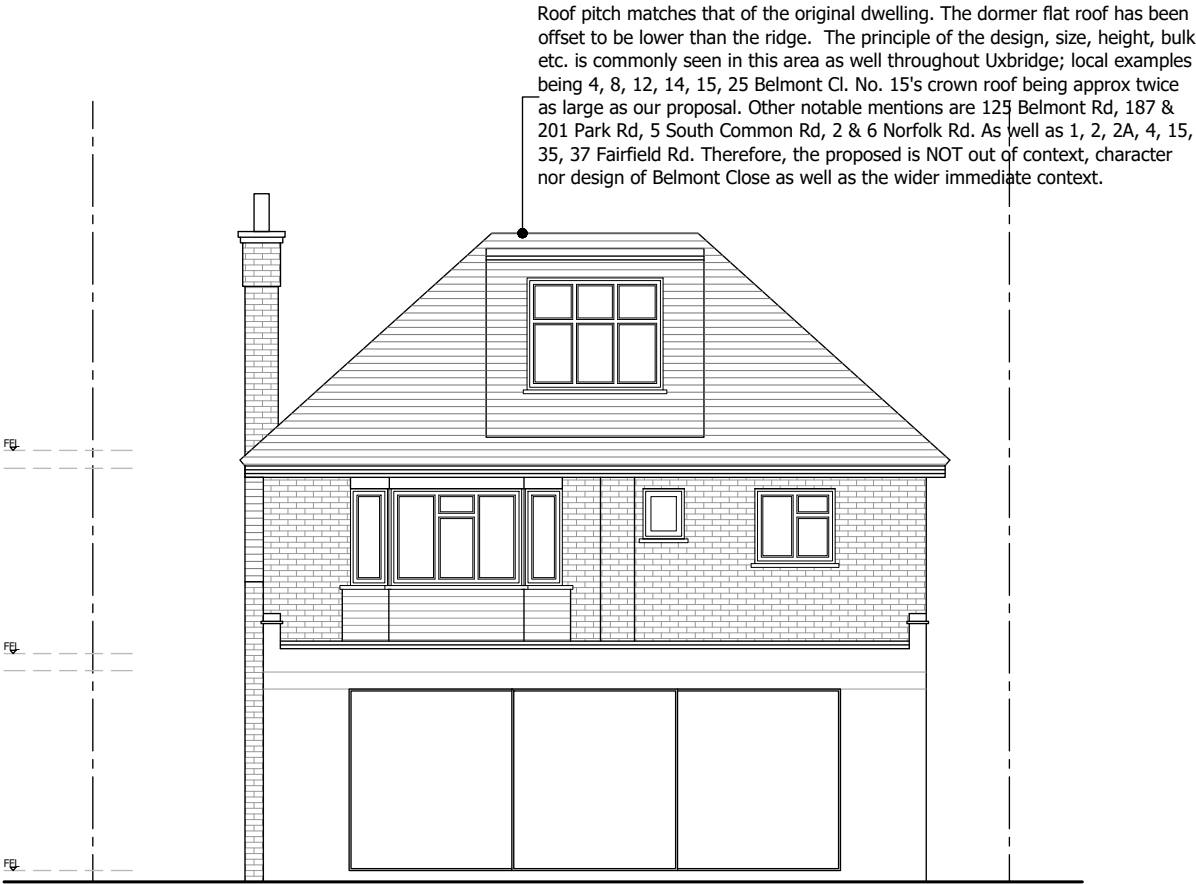 Roof pitch matches that of the original dwelling. The dormer flat roof has been
offset to be lower than the ridge. The principle of the design, size, height, bulk
etc. is commonly seen in this area as well throughout Uxbridge; local examples
being 4, 8, 12, 14, 15, 25 Belmont Cl. No. 15's crown roof being approx twice
as large as our proposal. Other notable mentions are 125 Belmont Rd, 187 &
201 Park Rd, 5 South Common Rd, 2 & 6 Norfolk Rd. As well as 1, 2, 2A, 4, 15,
35, 37 Fairfield Rd. Therefore, the proposed is NOT out of context, character
nor design of Belmont Close as well as the wider immediate context.
FFL
FFL
FFL